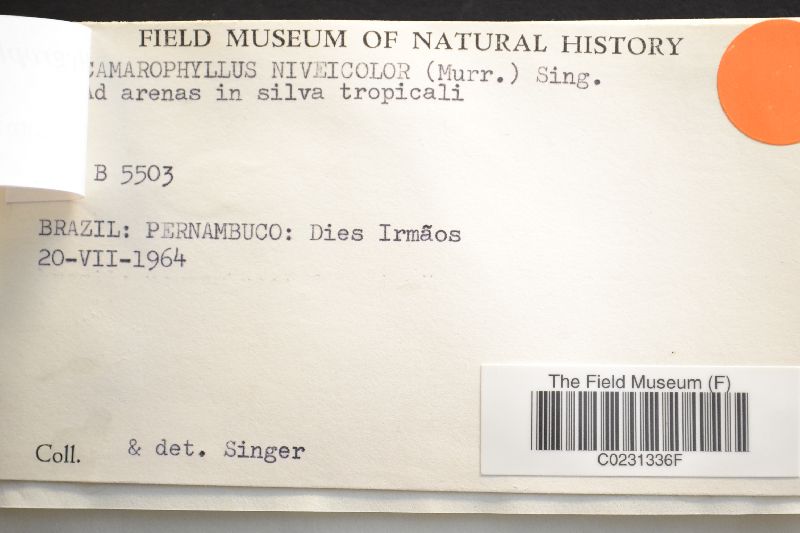 FIELD MUSEUM OF NATURAL HISTORY
CAMAROPHYLLUS NIVEICOLOR (Murr.) Sing.
Ad arenas in silva tropicali
B 5503
BRAZIL: PERNAMBUCO: Dies Irmãos
20-VII-1964
The Field Museum (F)
C0231336F
Coll. & det. Singer